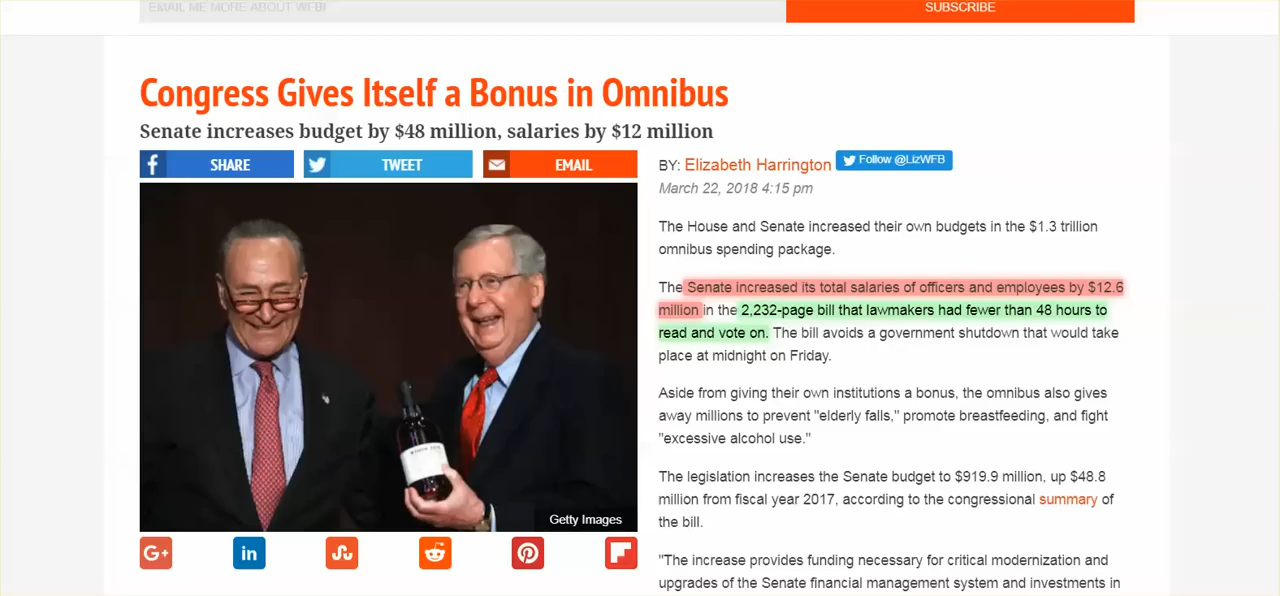 EMAIL ME MORE ABOUT WFB!
SUBSCRIBE
Congress Gives Itself a Bonus in Omnibus
Senate increases budget by $48 million, salaries by $12 million
SHARE
TWEET
EMAIL
Getty Images
BY: Elizabeth Harrington Follow @LizWFB
March 22, 2018 4:15 pm
The House and Senate increased their own budgets in the $1.3 trillion
omnibus spending package.
The Senate increased its total salaries of officers and employees by $12.6
million in the 2,232-page bill that lawmakers had fewer than 48 hours to
read and vote on. The bill avoids a government shutdown that would take
place at midnight on Friday.
Aside from giving their own institutions a bonus, the omnibus also gives
away millions to prevent "elderly falls," promote breastfeeding, and fight
"excessive alcohol use."
The legislation increases the Senate budget to $919.9 million, up $48.8
million from fiscal year 2017, according to the congressional summary of
the bill.
"The increase provides funding necessary for critical modernization and
upgrades of the Senate financial management system and investments in